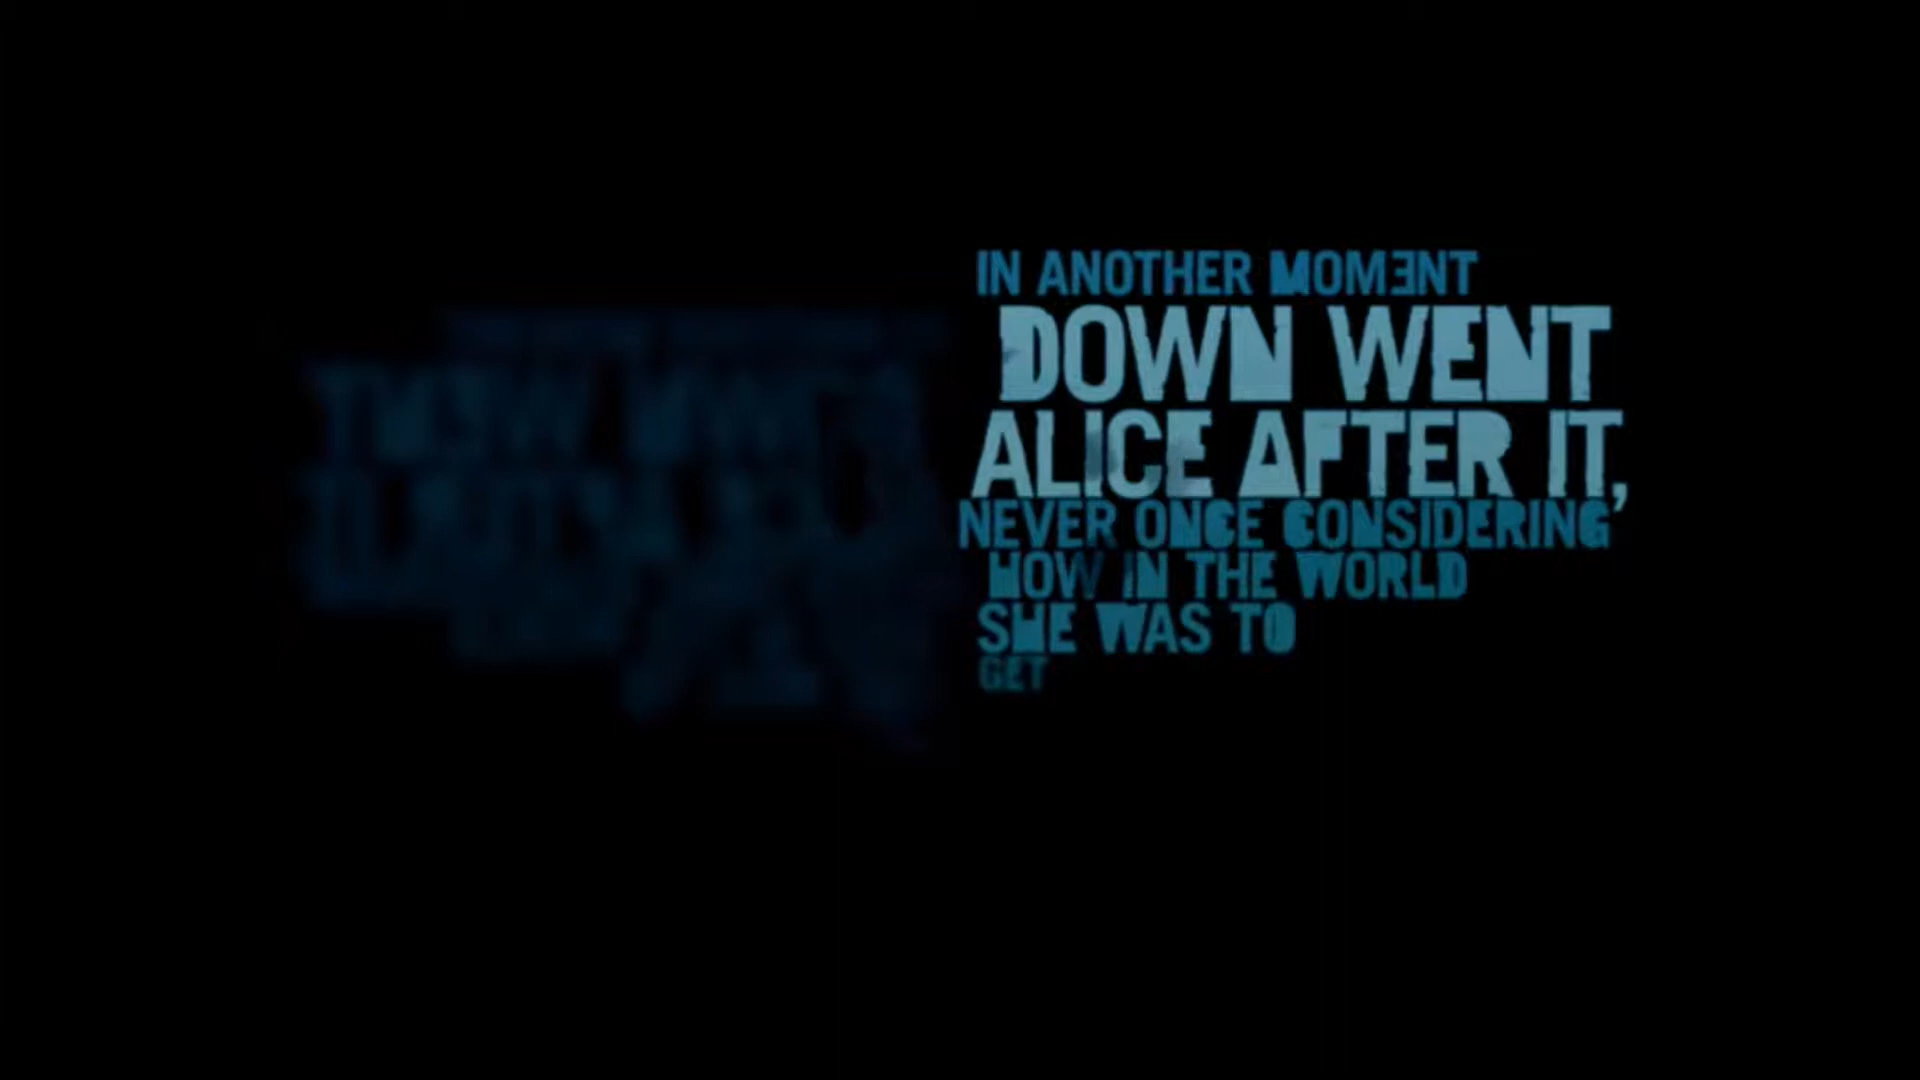 IN ANOTHER MOMENT
DOWN WENT
ALICE AFTER IT,
NEVER ONCE CONSIDERING
HOW IN THE WORLD
SHE WAS TO
GET